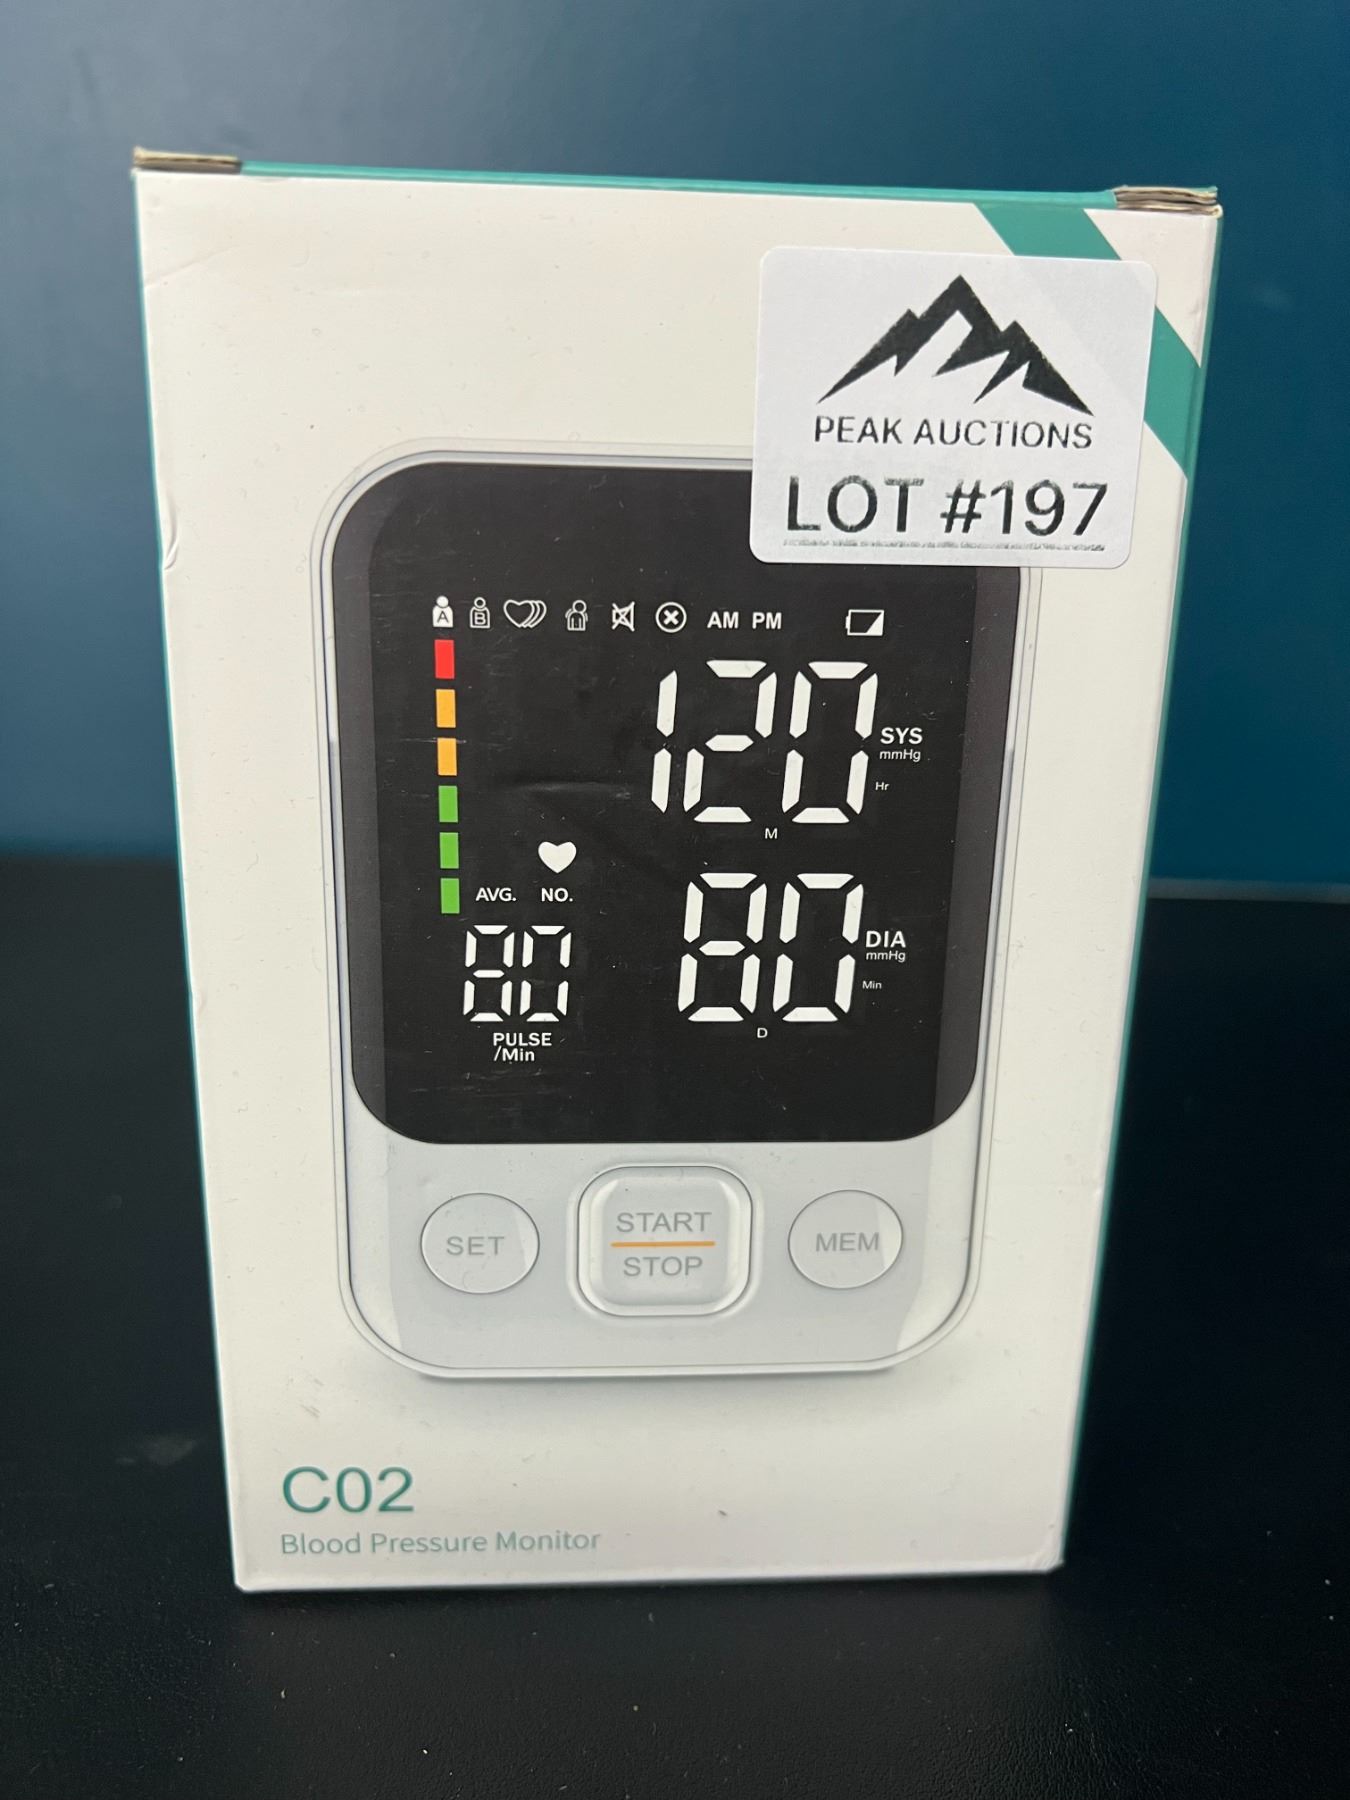 PEAK AUCTIONS
LOT #197
A B AM PM
120 SYS
mmHg
Hr
M
AVG. NO.
80 DIA
mmHg
Min
D
80
PULSE
/Min
SET
START
STOP
MEM
C02
Blood Pressure Monitor